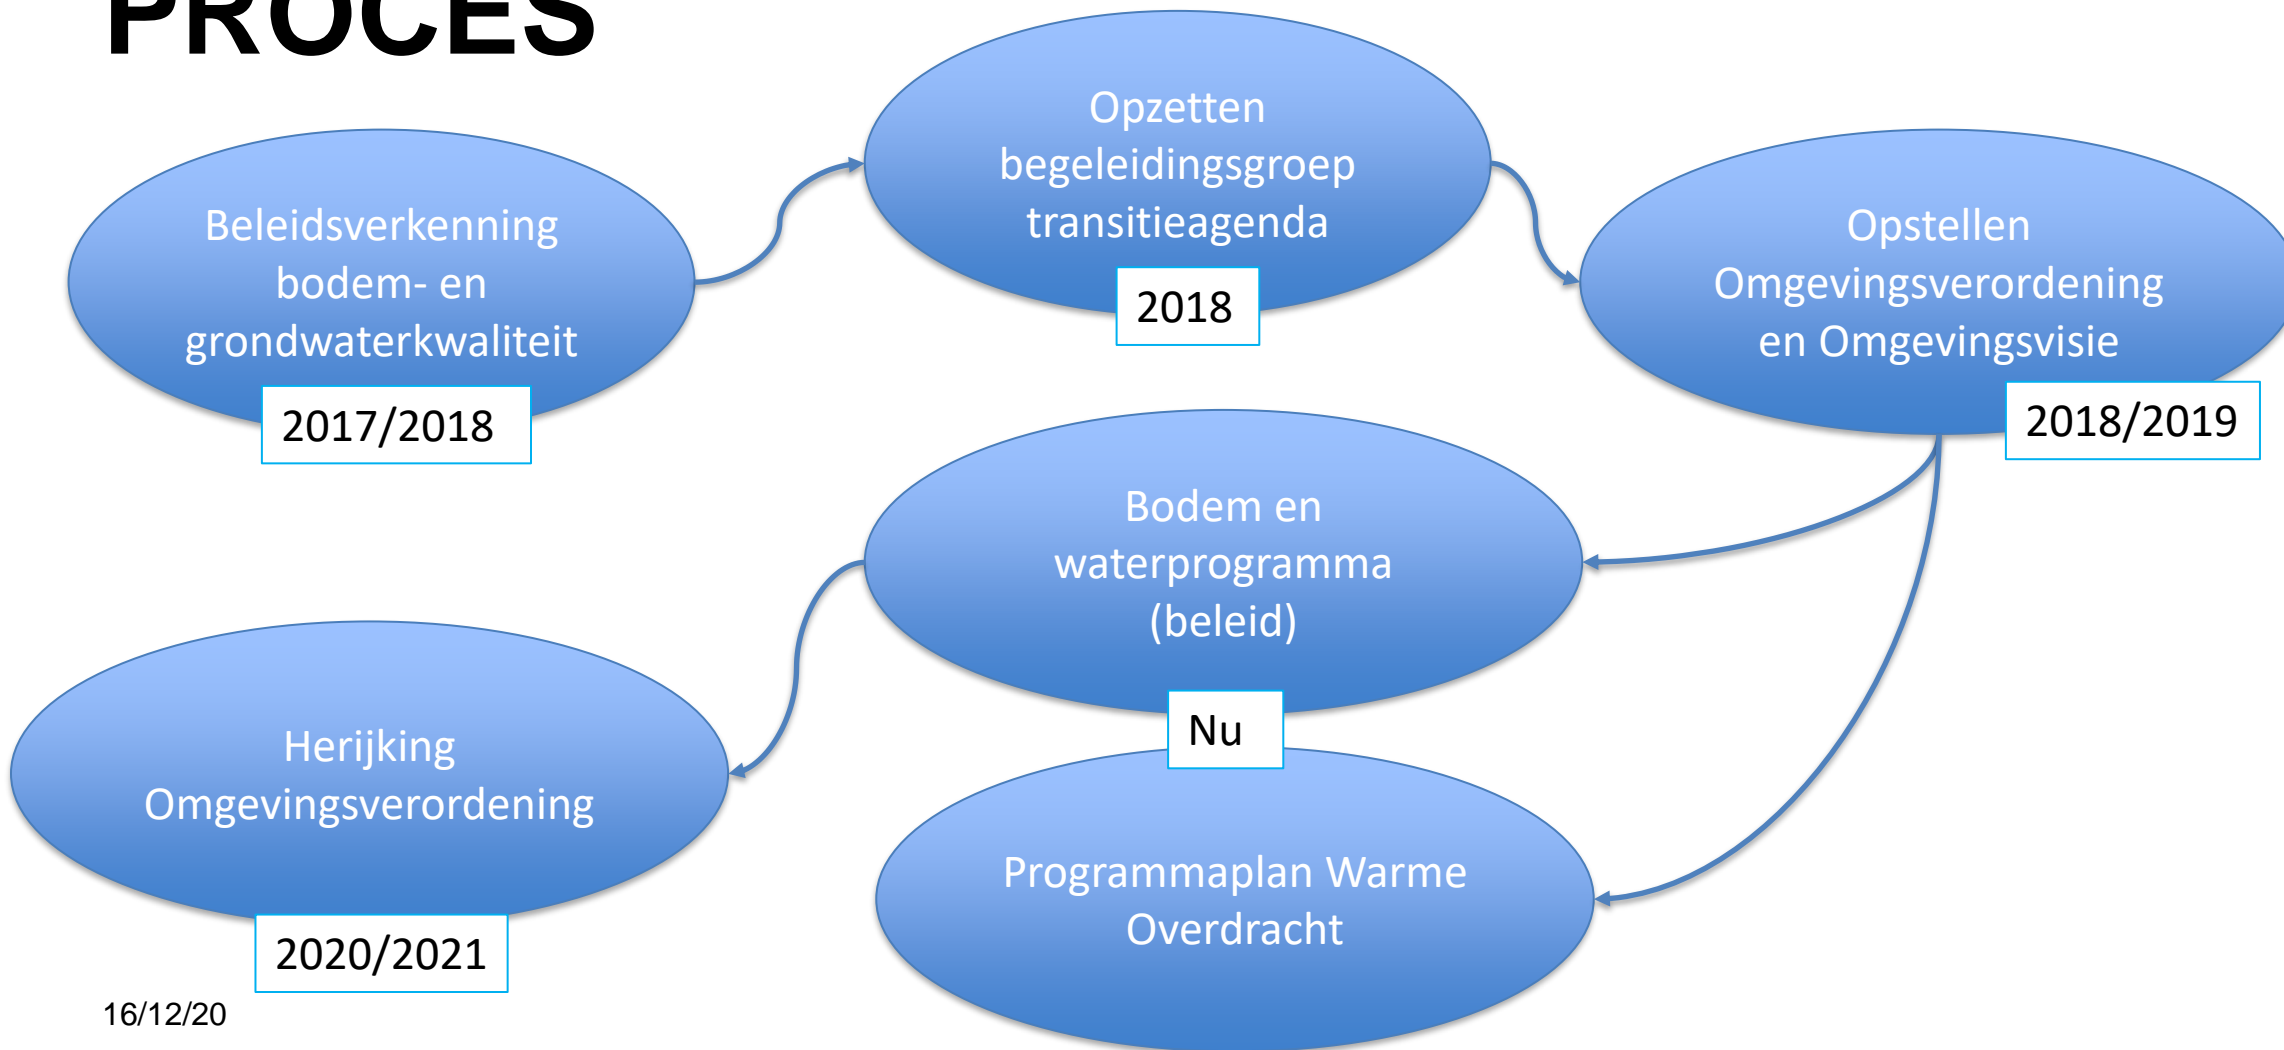 PROCES
Beleidsverkenning
bodem- en
grondwaterkwaliteit
2017/2018
Opzetten
begeleidingsgroep
transitieagenda
2018
Opstellen
Omgevingsverordening
en Omgevingsvisie
2018/2019
Bodem en
waterprogramma
(beleid)
Nu
Programmaplan Warme
Overdracht
Herijking
Omgevingsverordening
2020/2021
16/12/20